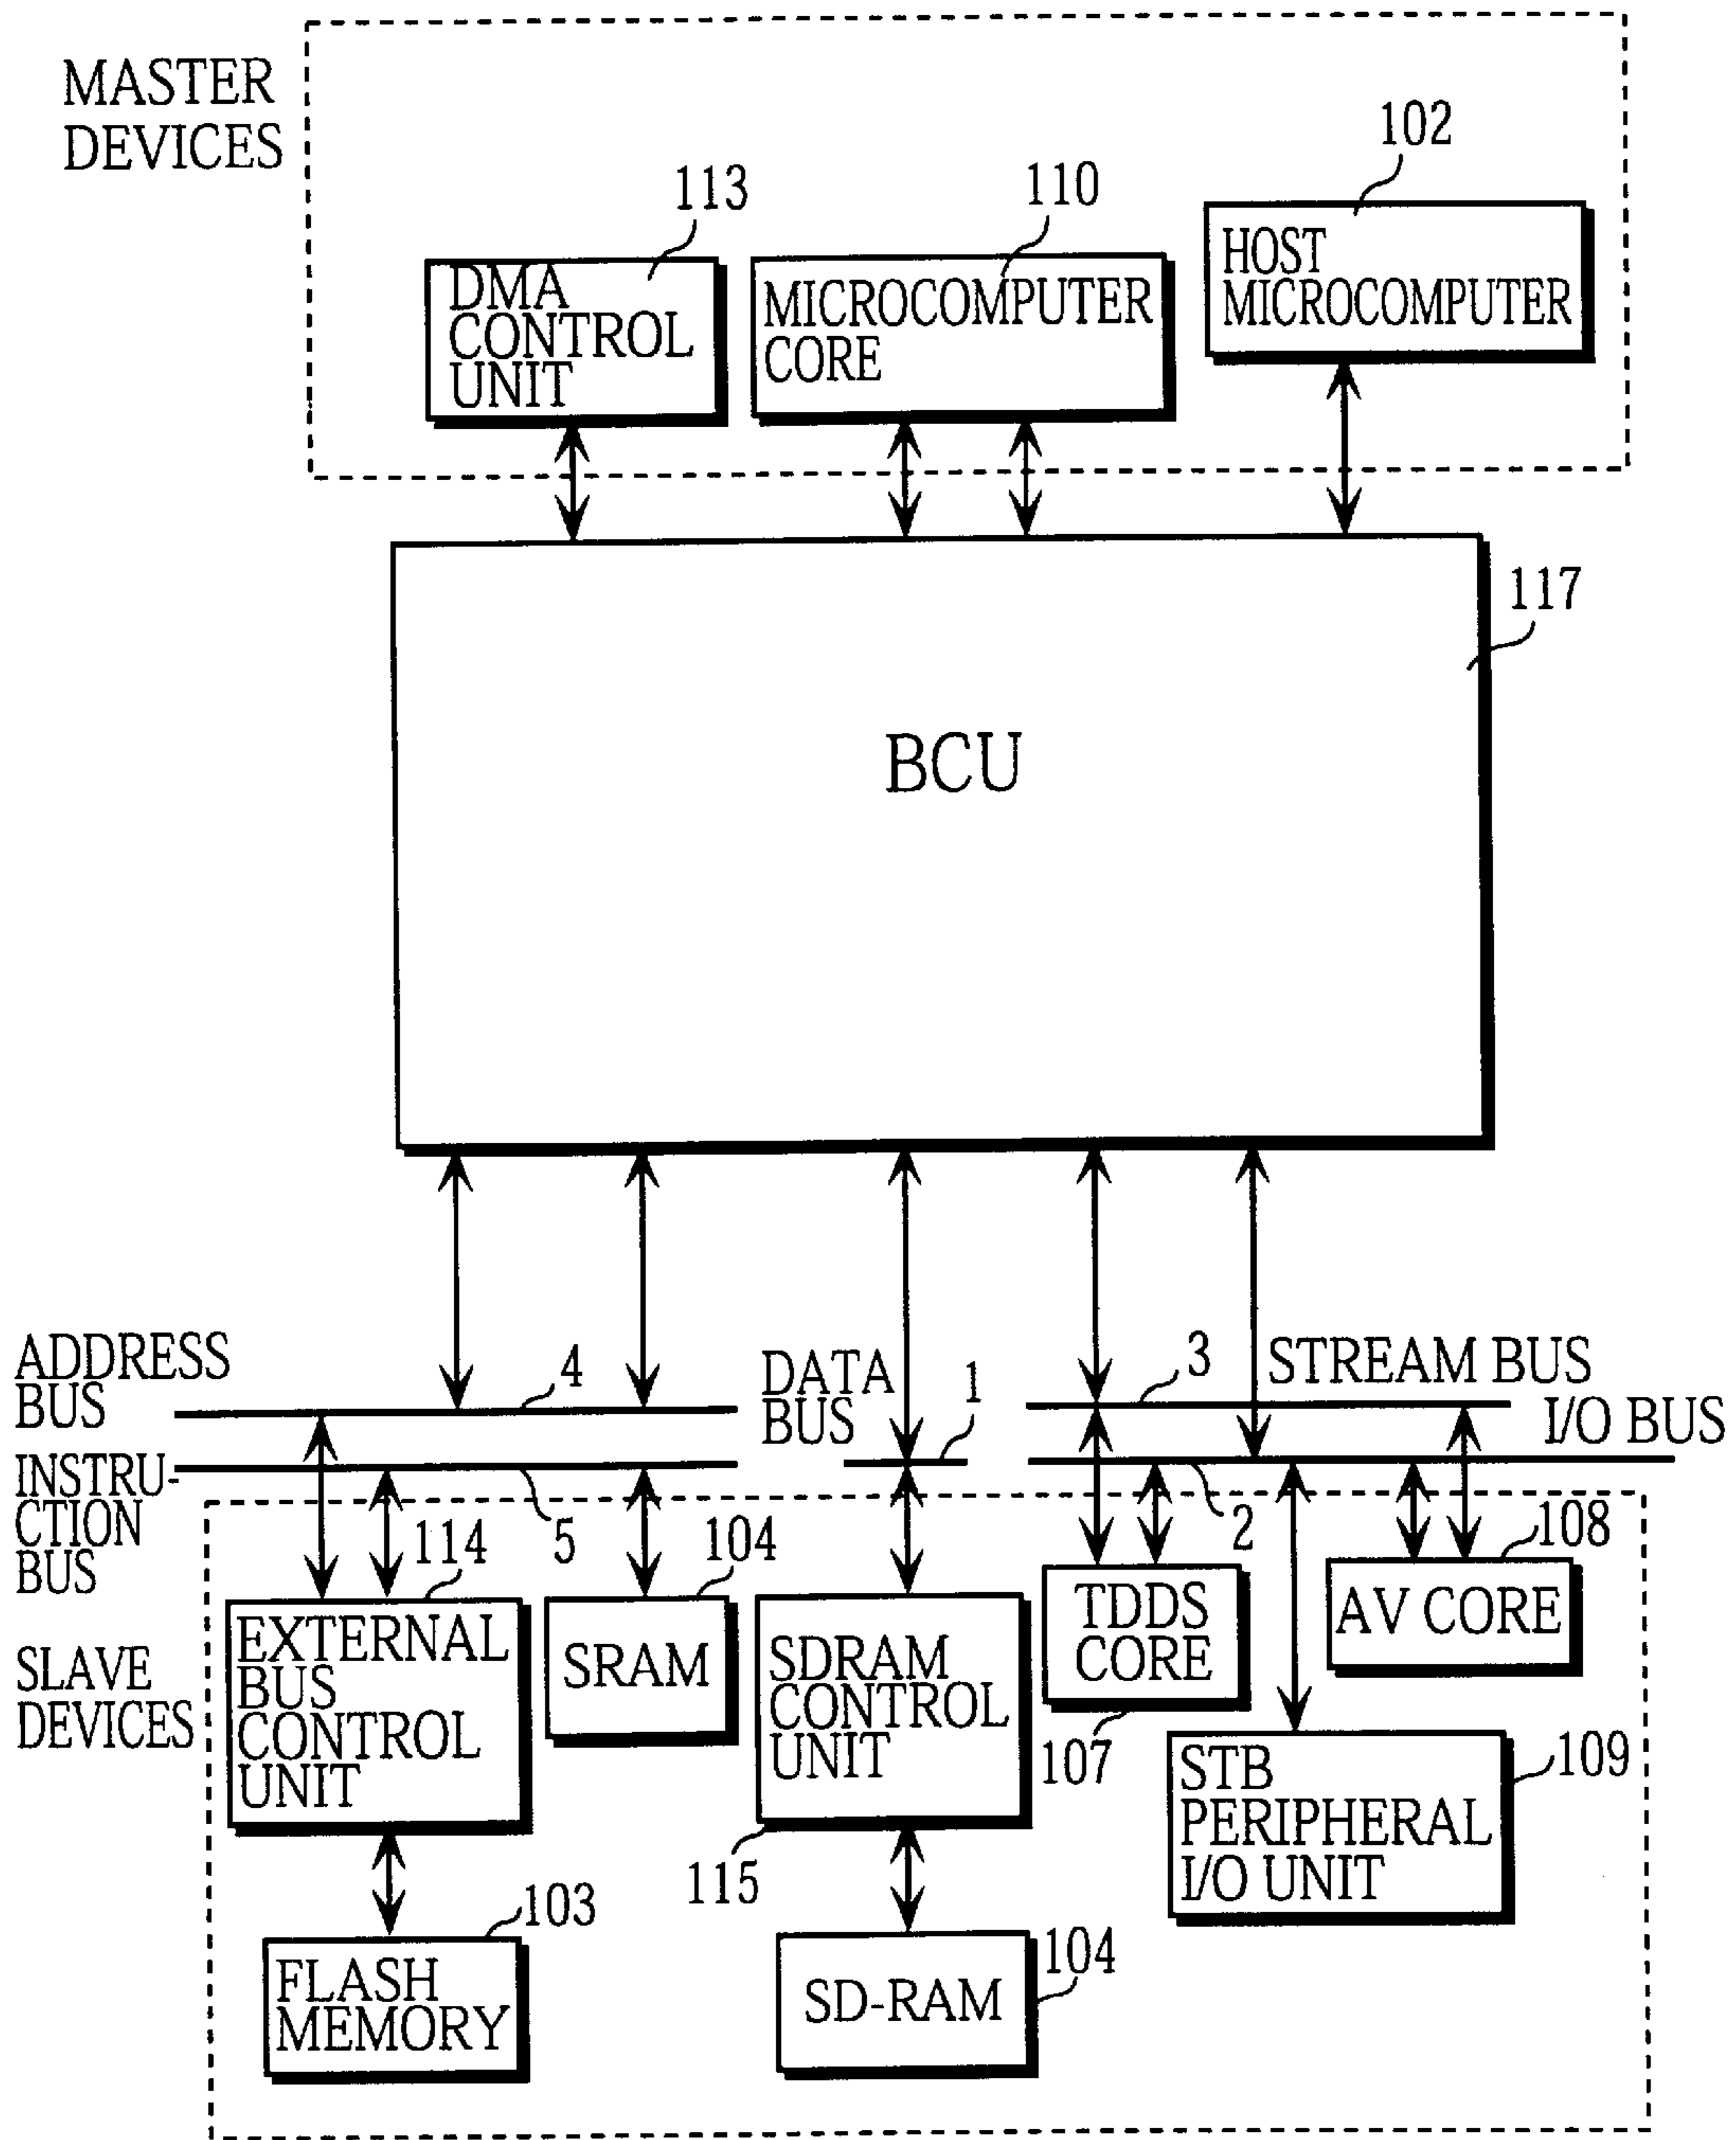 MASTER
DEVICES
102
113
110
HOST
MICROCOMPUTER
DMA
CONTROL
UNIT
MICROCOMPUTER
CORE
117
BCU
ADDRESS
BUS
4
DATA
BUS
1
3
STREAM BUS
I/O BUS
INSTRU-
CTION
BUS
5
2
114
104
108
SLAVE
DEVICES
EXTERNAL
BUS
CONTROL
UNIT
SRAM
SDRAM
CONTROL
UNIT
TDDS
CORE
AV CORE
107
109
STB
PERIPHERAL
I/O UNIT
115
103
104
FLASH
MEMORY
SD-RAM